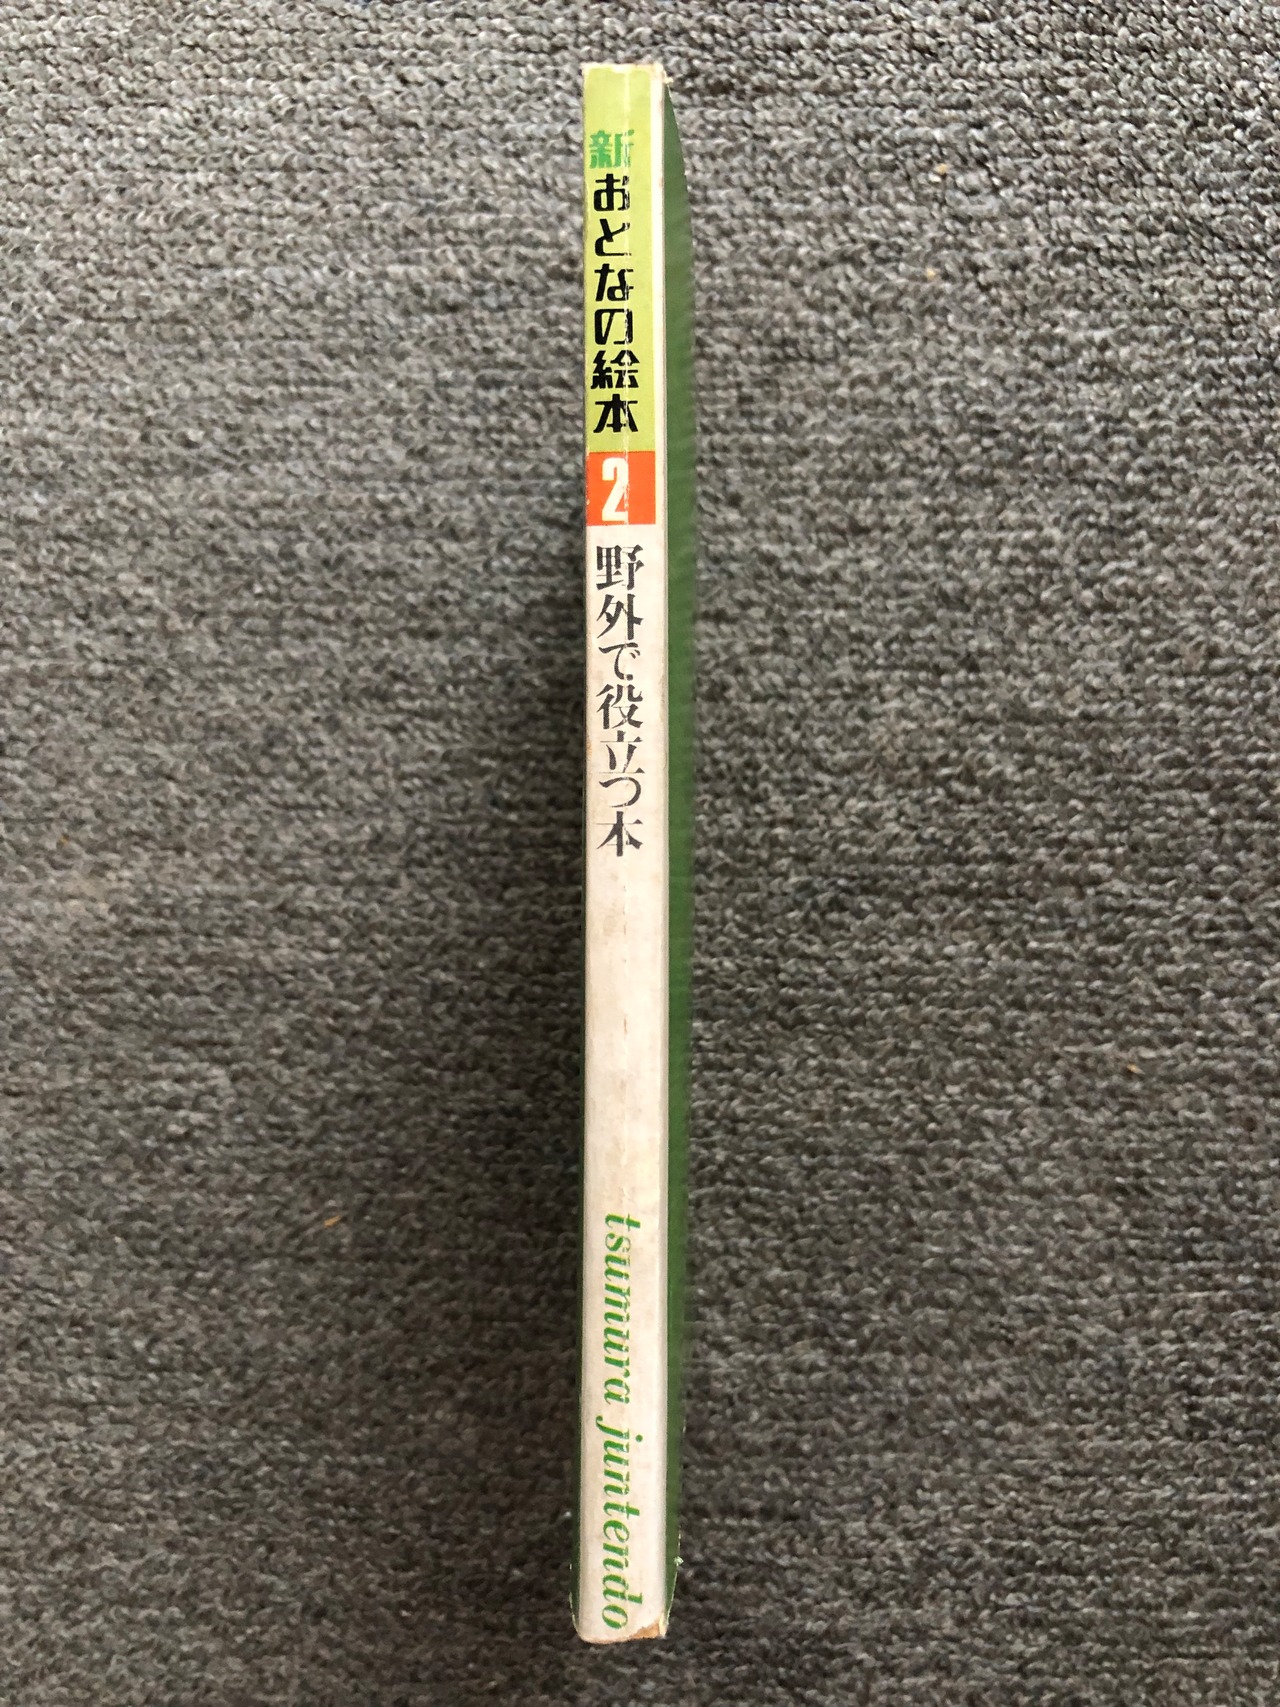 新おとなの絵本
2
野外で役立つ本
tsumura juntendo